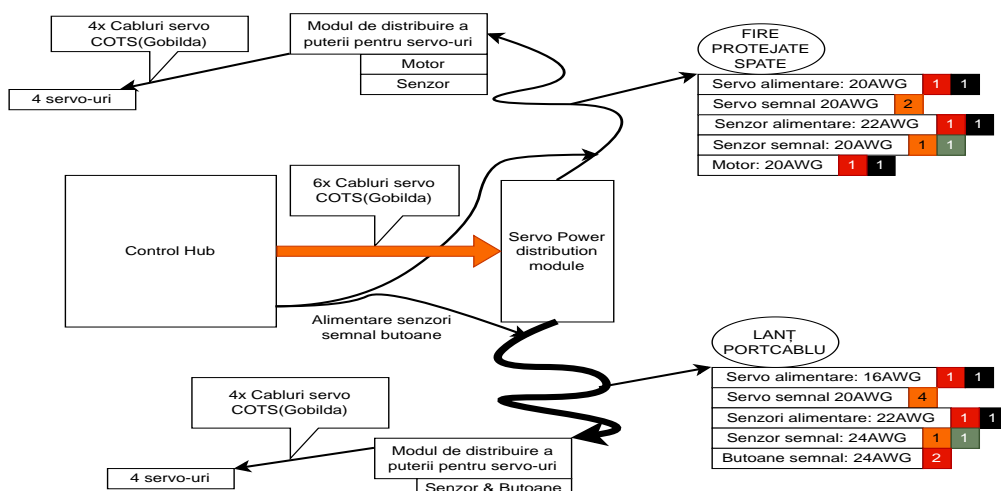 4x Cabluri servo
COTS(Gobilda)
Modul de distribuire a
puterii pentru servo-uri
Motor
Senzor
4 servo-uri
FIRE
PROTEJATE
SPATE
Servo alimentare: 20AWG 1 1
Servo semnal 20AWG 2
Senzor alimentare: 22AWG 1 1
Senzor semnal: 20AWG 1 1
Motor: 20AWG 1 1
6x Cabluri servo
COTS(Gobilda)
Control Hub
Servo Power
distribution
module
Alimentare senzori
semnal butoane
LANȚ
PORTCABLU
Servo alimentare: 16AWG 1 1
Servo semnal 20AWG 4
Senzori alimentare: 22AWG 1 1
Senzor semnal: 24AWG 1 1
Butoane semnal: 24AWG 2
4x Cabluri servo
COTS(Gobilda)
Modul de distribuire a
puterii pentru servo-uri
Senzor & Butoane
4 servo-uri